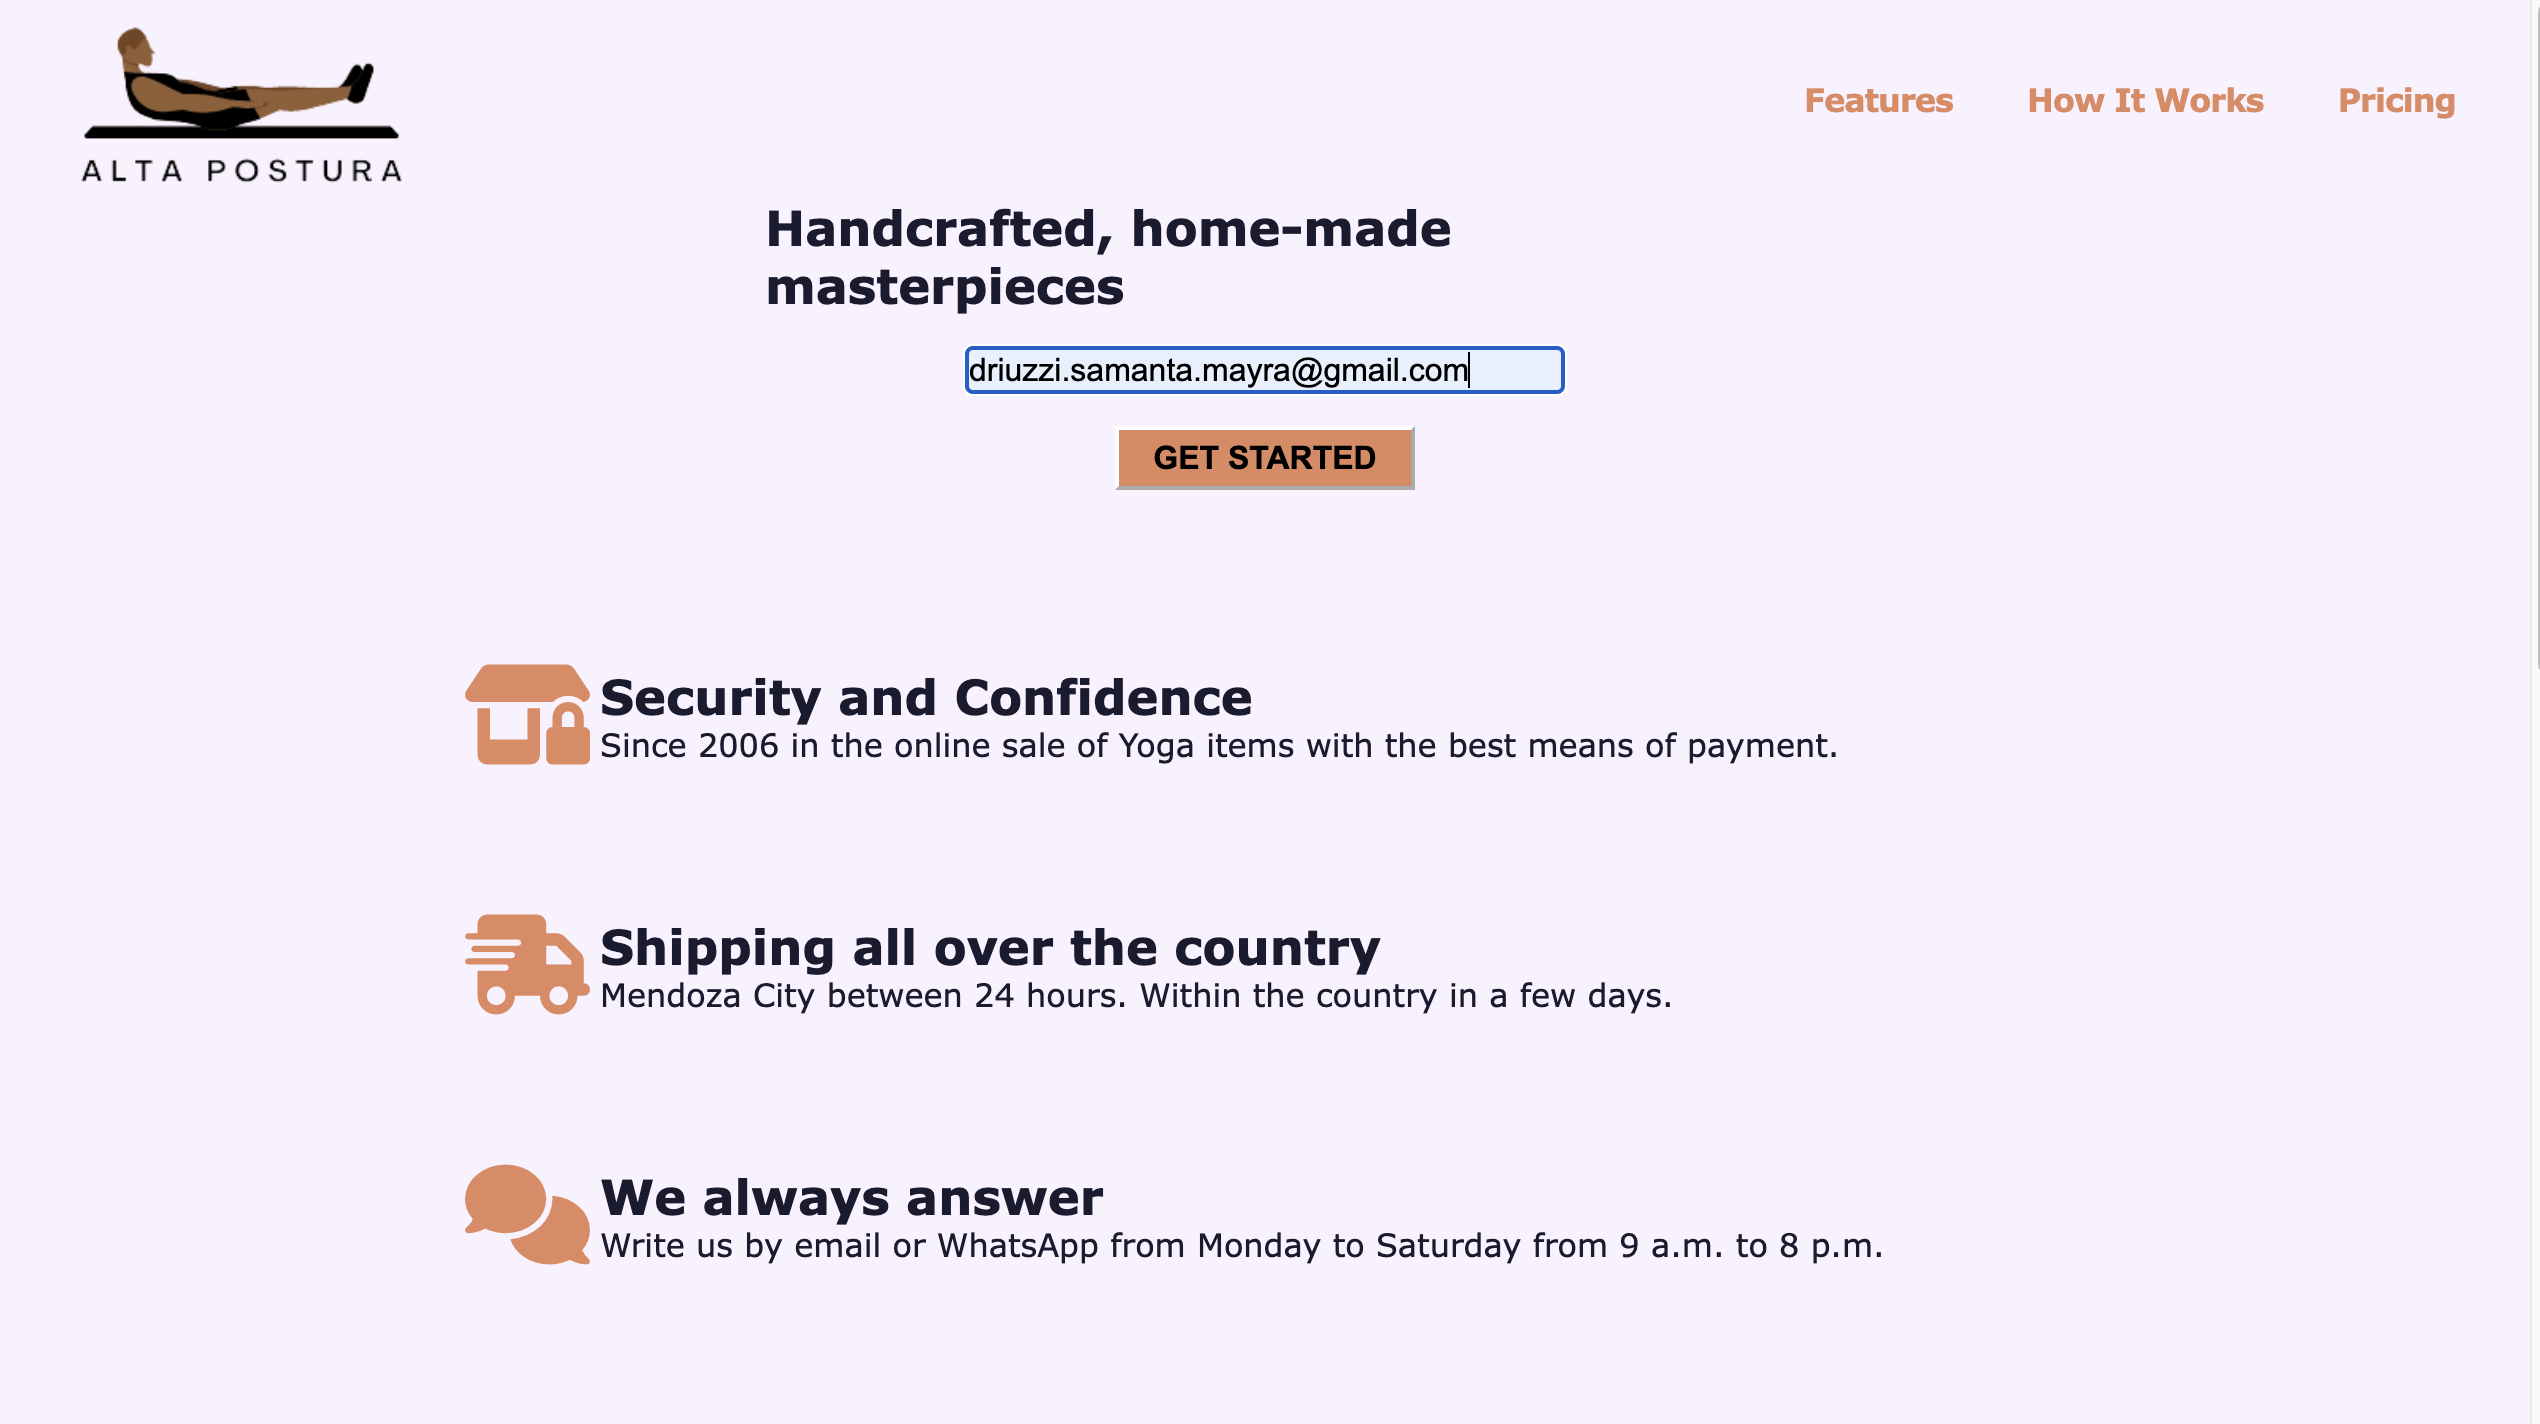 ALTA POSTURA
Features
How It Works
Pricing
Handcrafted, home-made
masterpieces
driuzzi.samanta.mayra@gmail.com
GET STARTED
Security and Confidence
Since 2006 in the online sale of Yoga items with the best means of payment.
Shipping all over the country
Mendoza City between 24 hours. Within the country in a few days.
We always answer
Write us by email or WhatsApp from Monday to Saturday from 9 a.m. to 8 p.m.